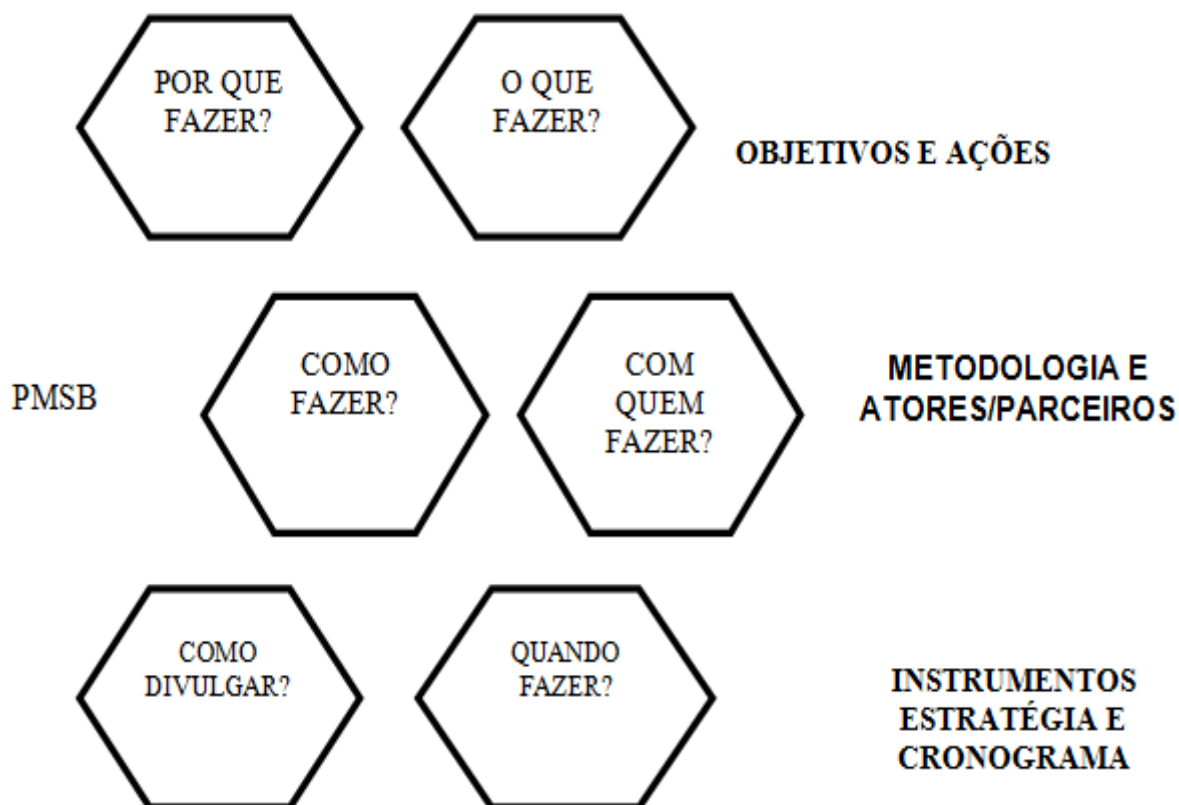 POR QUE
FAZER?
O QUE
FAZER?
OBJETIVOS E AÇÕES
PMSB
COMO
FAZER?
COM
QUEM
FAZER?
METODOLOGIA E
ATORES/PARCEIROS
COMO
DIVULGAR?
QUANDO
FAZER?
INSTRUMENTOS
ESTRATÉGIA E
CRONOGRAMA